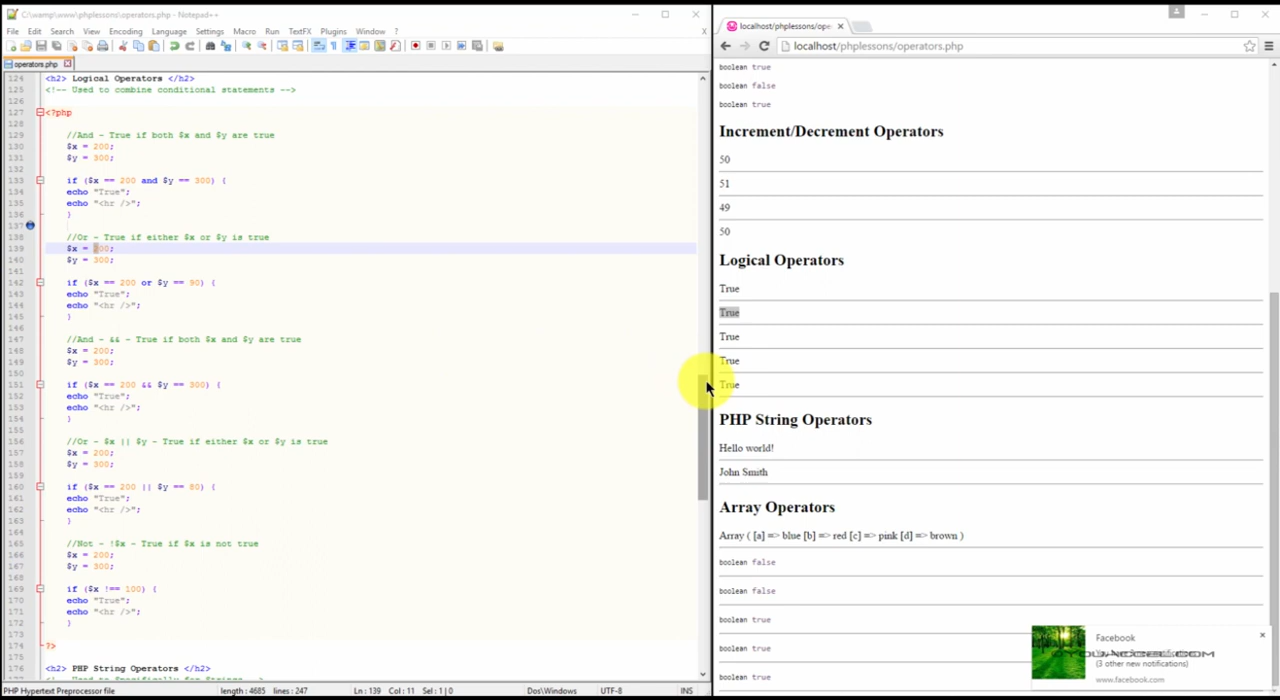 C:\wamp\www\phplessons\operators.php - Notepad++
File Edit Search View Encoding Language Settings Macro Run TextFX Plugins Window ?
operators.php
124 <h2> Logical Operators </h2>
125 <!-- Used to combine conditional statements -->
126
127 <?php
128
129 //And - True if both $x and $y are true
130 $x = 200;
131 $y = 300;
132
133 if ($x == 200 and $y == 300) {
134 echo "True";
135 echo "<hr />";
136 }
137
138 //Or - True if either $x or $y is true
139 $x = 200;
140 $y = 300;
141
142 if ($x == 200 or $y == 90) {
143 echo "True";
144 echo "<hr />";
145 }
146
147 //And - && - True if both $x and $y are true
148 $x = 200;
149 $y = 300;
150
151 if ($x == 200 && $y == 300) {
152 echo "True";
153 echo "<hr />";
154 }
155
156 //Or - $x || $y - True if either $x or $y is true
157 $x = 200;
158 $y = 300;
159
160 if ($x == 200 || $y == 80) {
161 echo "True";
162 echo "<hr />";
163 }
164
165 //Not - !$x - True if $x is not true
166 $x = 200;
167 $y = 300;
168
169 if ($x !== 100) {
170 echo "True";
171 echo "<hr />";
172 }
173
174 ?>
175
176 <h2> PHP String Operators </h2>
PHP Hypertext Preprocessor file length : 4685 lines : 247 Ln : 139 Col : 11 Sel : 1 | 0 Dos\Windows UTF-8 INS
localhost/phplessons/ope
localhost/phplessons/operators.php
boolean true
boolean false
boolean true
Increment/Decrement Operators
50
51
49
50
Logical Operators
True
True
True
True
True
PHP String Operators
Hello world!
John Smith
Array Operators
Array ( [a] => blue [b] => red [c] => pink [d] => brown )
boolean false
boolean false
boolean true
boolean true
boolean true
Facebook
(3 other new notifications)
www.facebook.com